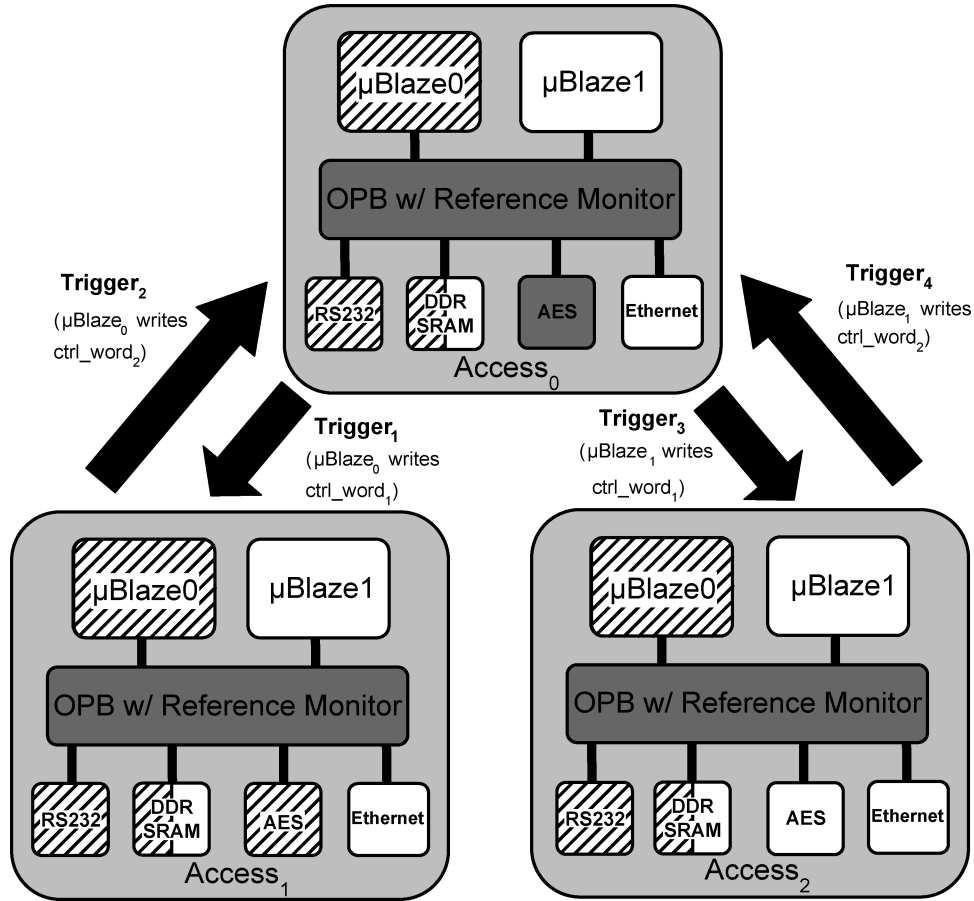 µBlaze0
µBlaze1
OPB w/ Reference Monitor
RS232
DDR
SRAM
AES
Ethernet
Access₀
Trigger₂
(µBlaze₀ writes
ctrl_word₂)
Trigger₄
(µBlaze₁ writes
ctrl_word₂)
Trigger₁
(µBlaze₀ writes
ctrl_word₁)
Trigger₃
(µBlaze₁ writes
ctrl_word₁)
µBlaze0
µBlaze1
OPB w/ Reference Monitor
RS232
DDR
SRAM
AES
Ethernet
Access₁
µBlaze0
µBlaze1
OPB w/ Reference Monitor
RS232
DDR
SRAM
AES
Ethernet
Access₂